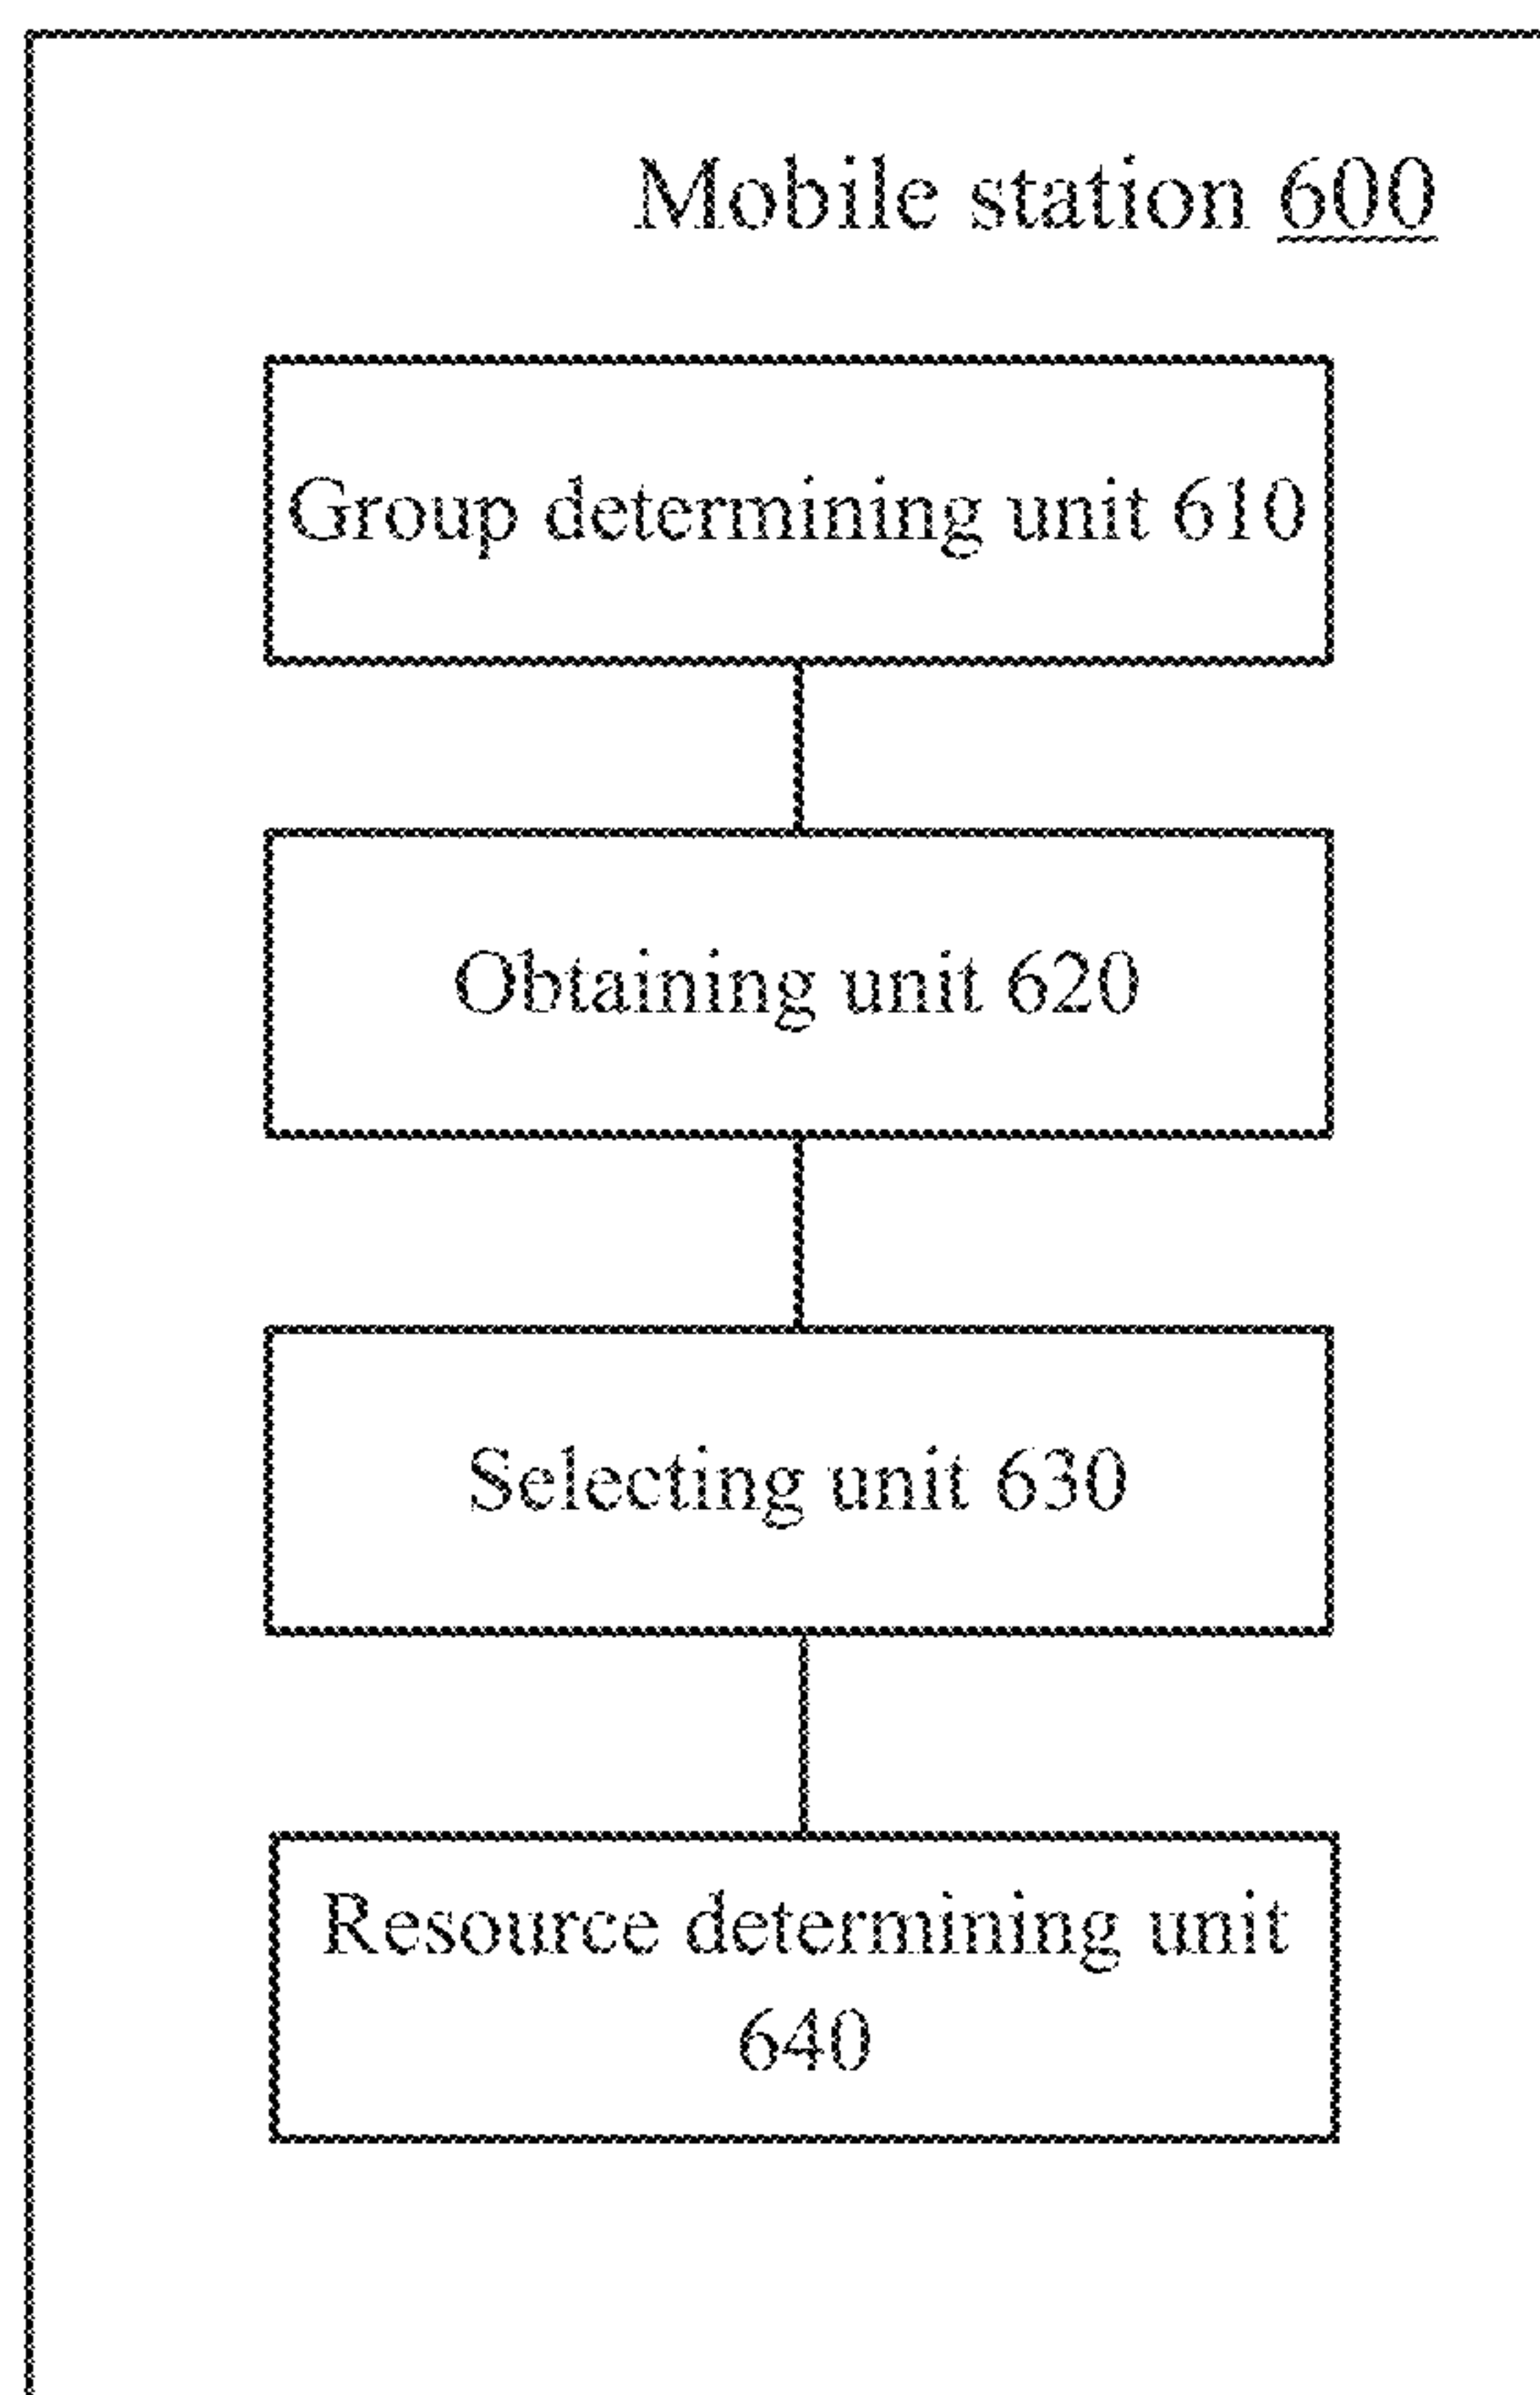 Mobile station 600
Group determining unit 610
Obtaining unit 620
Selecting unit 630
Resource determining unit
640